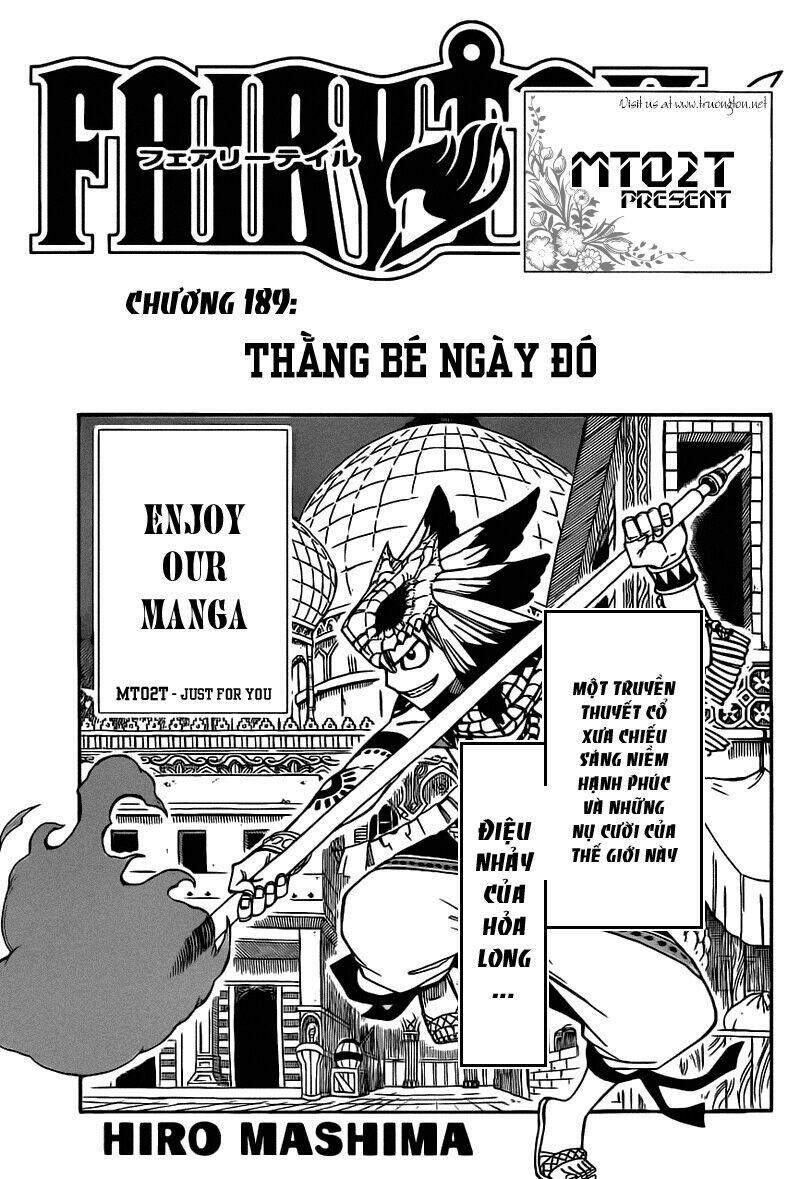 FAIRY T
フェアリーテイル
Visit us at www.truongton.net
MT02T
PRESENT
CHƯƠNG 189:
THẰNG BÉ NGÀY ĐÓ
ENJOY
OUR
MANGA
MT02T - JUST FOR YOU
MỘT TRUYỀN
THUYẾT CỔ
XƯA CHIẾU
SÁNG NIỀM
HẠNH PHÚC
VÀ NHỮNG
NỤ CƯỜI CỦA
THẾ GIỚI NÀY
ĐIỆU
NHẢY
CỦA
HỎA
LONG
...
HIRO MASHIMA